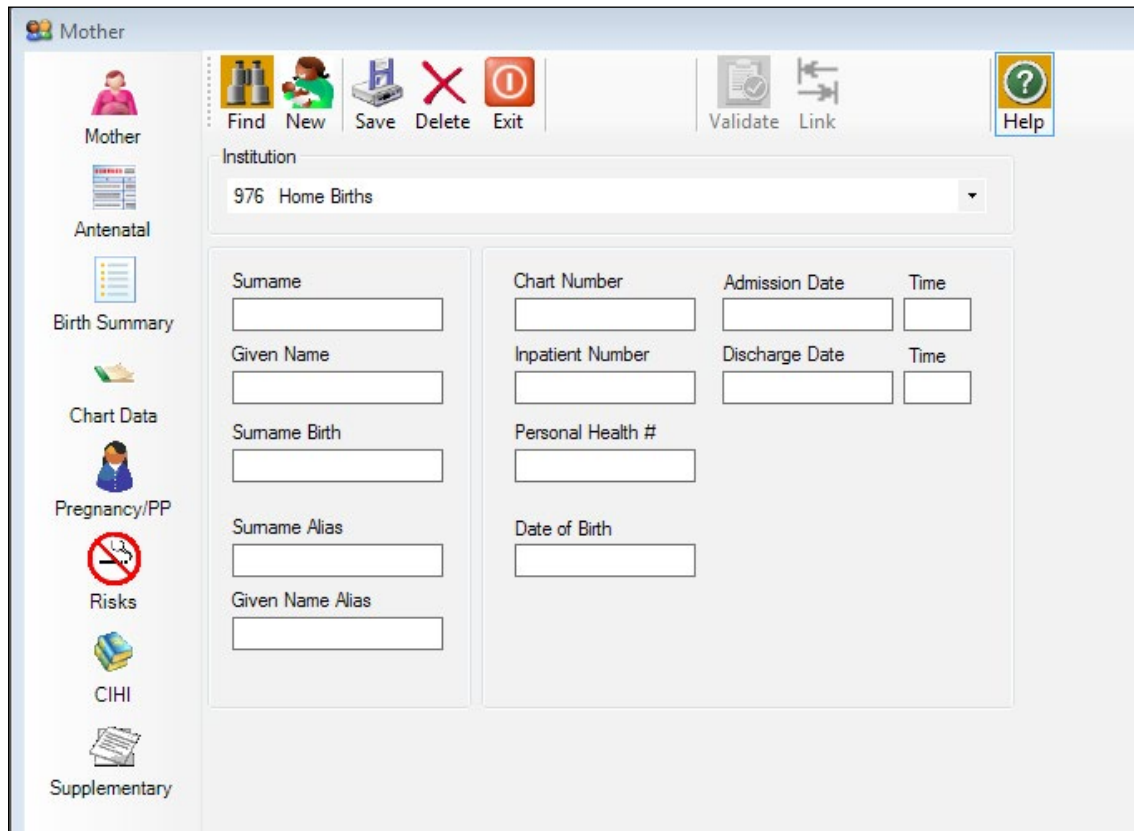 Mother
Mother
Antenatal
Birth Summary
Chart Data
Pregnancy/PP
Risks
CIHI
Supplementary
Find New Save Delete Exit Validate Link Help
Institution
976 Home Births
Surname
Given Name
Surname Birth
Surname Alias
Given Name Alias
Chart Number Admission Date Time
Inpatient Number Discharge Date Time
Personal Health #
Date of Birth